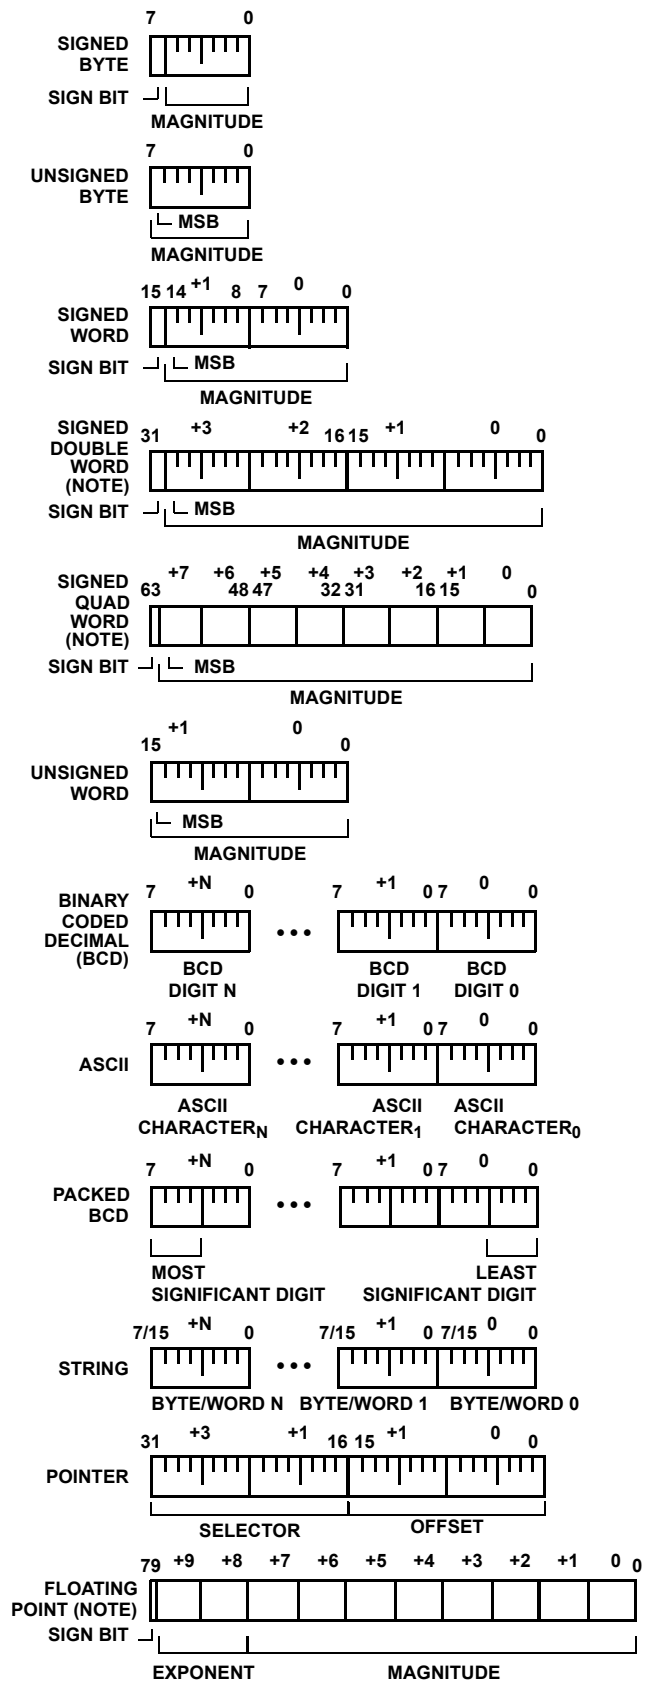 7 0
SIGNED
BYTE
SIGN BIT
MAGNITUDE
7 0
UNSIGNED
BYTE
MSB
MAGNITUDE
15 14 +1 8 7 0 0
SIGNED
WORD
SIGN BIT MSB
MAGNITUDE
SIGNED
DOUBLE
WORD
(NOTE)
31 +3 +2 16 15 +1 0 0
SIGN BIT MSB
MAGNITUDE
SIGNED
QUAD
WORD
(NOTE)
+7 +6 +5 +4 +3 +2 +1 0
63 48 47 32 31 16 15 0
SIGN BIT MSB
MAGNITUDE
+1 0
15 0
UNSIGNED
WORD
MSB
MAGNITUDE
BINARY
CODED
DECIMAL
(BCD)
7 +N 0 7 +1 0 7 0 0
•••
BCD
DIGIT N
BCD
DIGIT 1
BCD
DIGIT 0
7 +N 0 7 +1 0 7 0 0
ASCII •••
ASCII
CHARACTERN
ASCII
CHARACTER1
ASCII
CHARACTER0
7 +N 0 7 +1 0 7 0 0
PACKED
BCD
•••
MOST
SIGNIFICANT DIGIT
LEAST
SIGNIFICANT DIGIT
7/15 +N 0 7/15 +1 0 7/15 0 0
STRING •••
BYTE/WORD N BYTE/WORD 1 BYTE/WORD 0
31 +3 +1 16 15 +1 0 0
POINTER
SELECTOR OFFSET
79 +9 +8 +7 +6 +5 +4 +3 +2 +1 0 0
FLOATING
POINT (NOTE)
SIGN BIT
EXPONENT MAGNITUDE